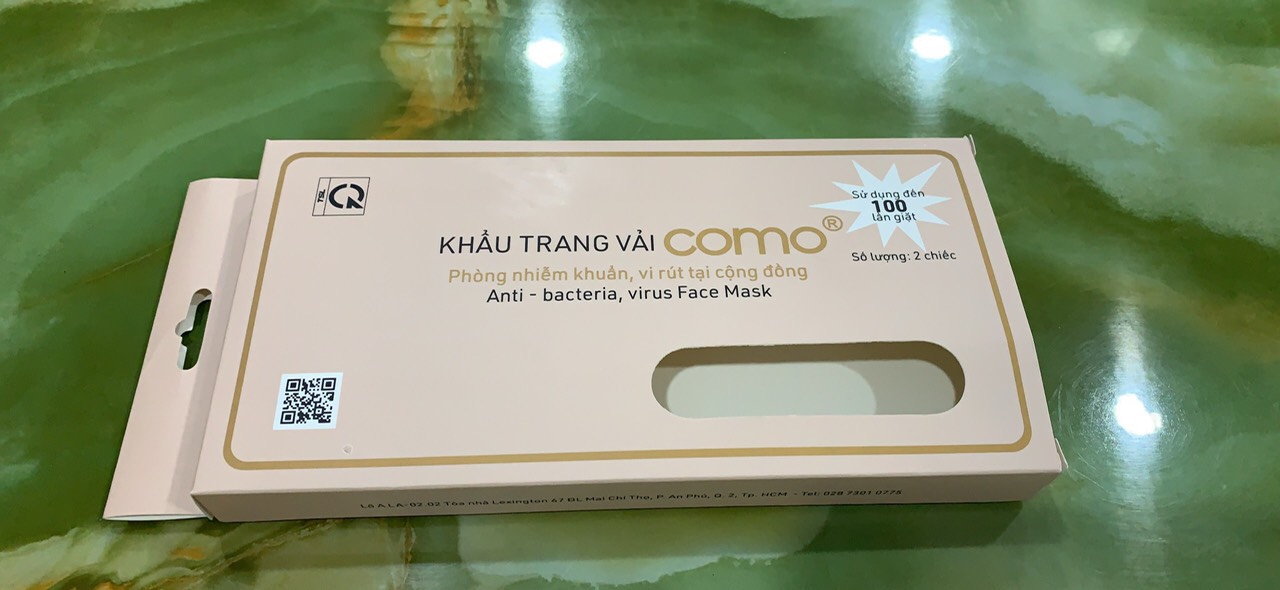 TSL
CR
KHẨU TRANG VẢI como®
Phòng nhiễm khuẩn, vi rút tại cộng đồng
Anti - bacteria, virus Face Mask
Sử dụng đến
100
lần giặt
Số lượng: 2 chiếc
Lô A.LA-02.02 Tòa nhà Lexington 67 ĐL Mai Chí Thọ, P. An Phú, Q. 2, Tp. HCM - Tel: 028 7301 0775